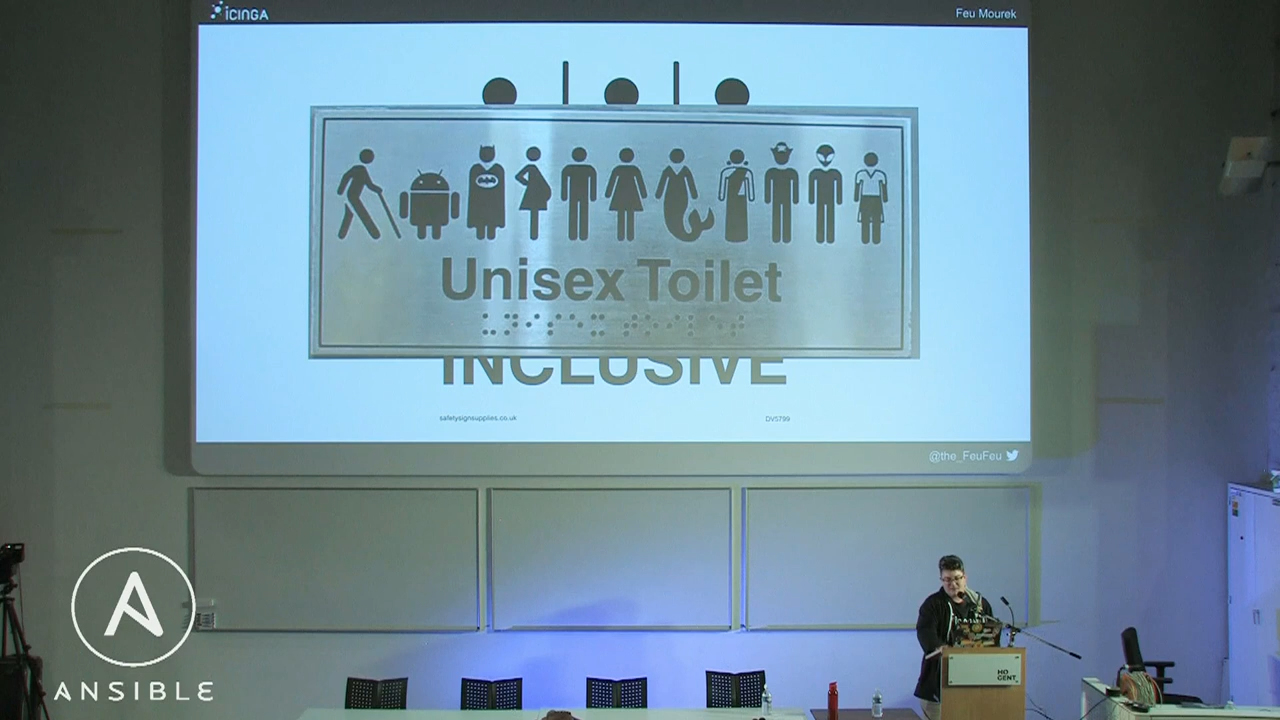 ICINGA
Feu Mourek
Unisex Toilet
INCLUSIVE
safetysignsupplies.co.uk
DV5799
@the_FeuFeu
HO
GENT
ANSIBLE